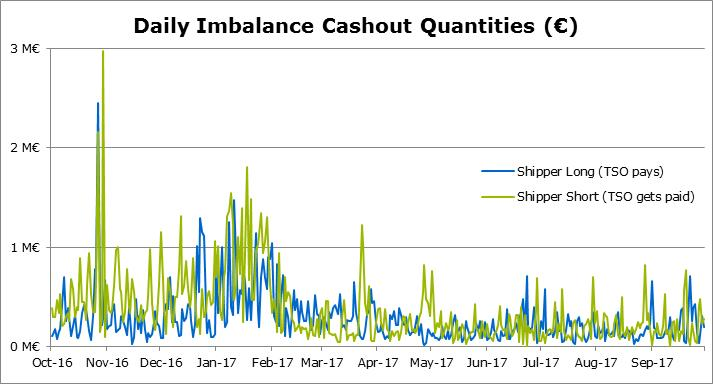 Daily Imbalance Cashout Quantities (€)
3 M€
2 M€
1 M€
0 M€
Shipper Long (TSO pays)
Shipper Short (TSO gets paid)
Oct-16 Nov-16 Dec-16 Jan-17 Feb-17 Mar-17 Apr-17 May-17 Jun-17 Jul-17 Aug-17 Sep-17